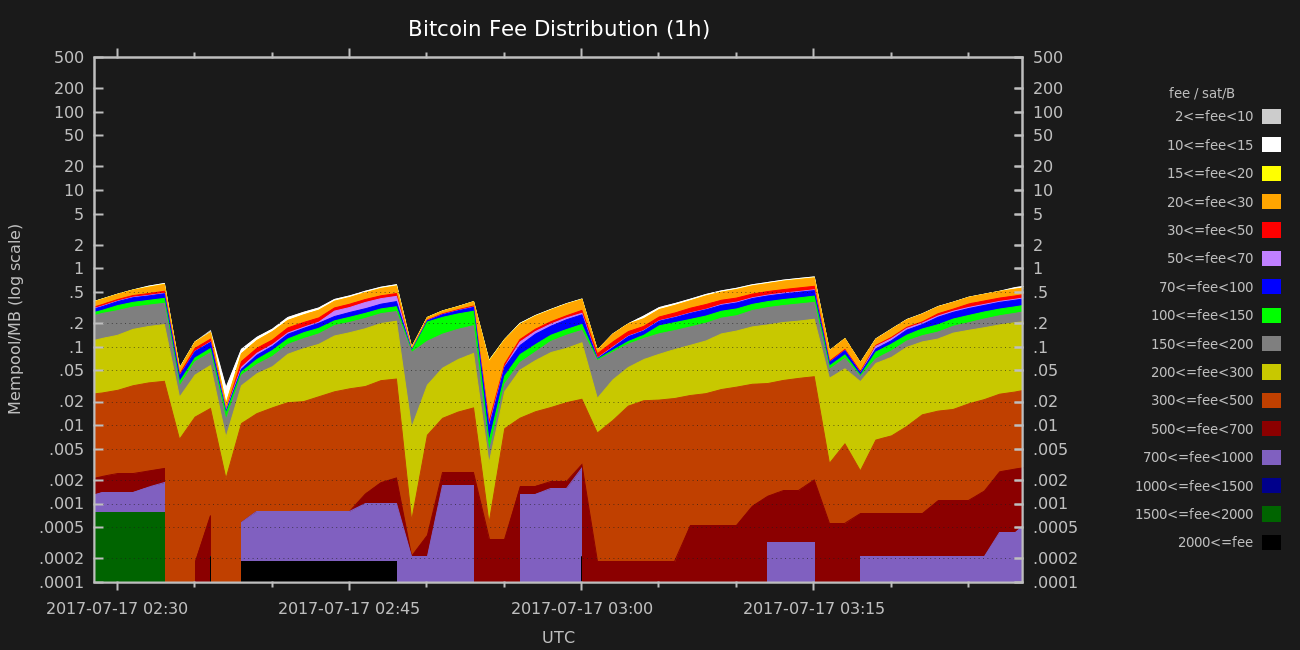 Bitcoin Fee Distribution (1h)
Mempool/MB (log scale)
500
200
100
50
20
10
5
2
1
.5
.2
.1
.05
.02
.01
.005
.002
.001
.0005
.0002
.0001
500
200
100
50
20
10
5
2
1
.5
.2
.1
.05
.02
.01
.005
.002
.001
.0005
.0002
.0001
2017-07-17 02:30
2017-07-17 02:45
2017-07-17 03:00
2017-07-17 03:15
UTC
fee / sat/B
2<=fee<10
10<=fee<15
15<=fee<20
20<=fee<30
30<=fee<50
50<=fee<70
70<=fee<100
100<=fee<150
150<=fee<200
200<=fee<300
300<=fee<500
500<=fee<700
700<=fee<1000
1000<=fee<1500
1500<=fee<2000
2000<=fee